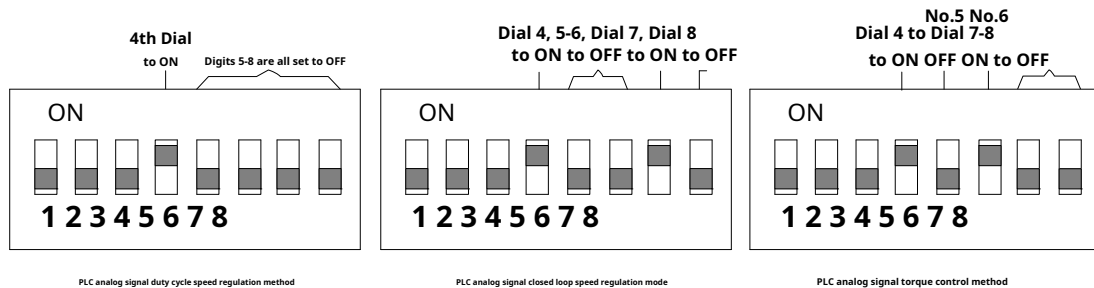 4th Dial
to ON
Digits 5-8 are all set to OFF
ON
1 2 3 4 5 6 7 8
PLC analog signal duty cycle speed regulation method
Dial 4, 5-6, Dial 7, Dial 8
to ON to OFF to ON to OFF
ON
1 2 3 4 5 6 7 8
PLC analog signal closed loop speed regulation mode
No.5 No.6
Dial 4 to Dial 7-8
to ON OFF ON to OFF
ON
1 2 3 4 5 6 7 8
PLC analog signal torque control method